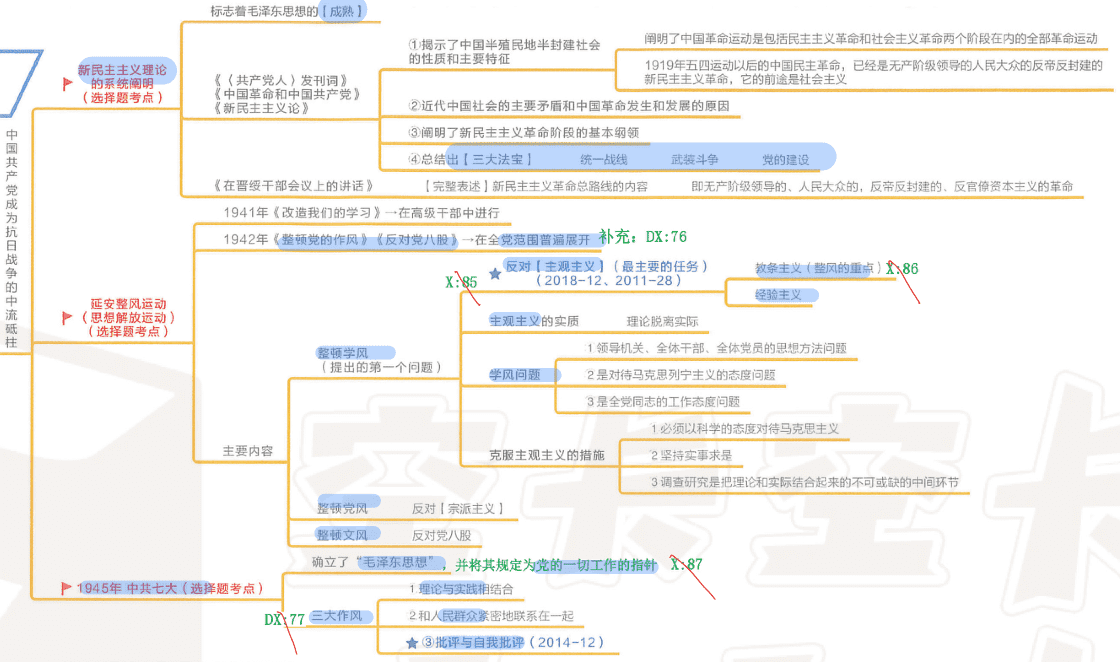 中国共产党成为抗日战争的中流砥柱
新民主主义理论
的系统阐明
(选择题考点)
标志着毛泽东思想的【成熟】
《〈共产党人〉发刊词》
《中国革命和中国共产党》
《新民主主义论》
①揭示了中国半殖民地半封建社会
的性质和主要特征
阐明了中国革命运动是包括民主主义革命和社会主义革命两个阶段在内的全部革命运动
1919年五四运动以后的中国民主革命,已经是无产阶级领导的人民大众的反帝反封建的
新民主主义革命,它的前途是社会主义
②近代中国社会的主要矛盾和中国革命发生和发展的原因
③阐明了新民主主义革命阶段的基本纲领
④总结出【三大法宝】 统一战线 武装斗争 党的建设
《在晋绥干部会议上的讲话》 【完整表述】新民主主义革命总路线的内容 即无产阶级领导的、人民大众的,反帝反封建的、反官僚资本主义的革命
延安整风运动
(思想解放运动)
(选择题考点)
1941年《改造我们的学习》→在高级干部中进行
1942年《整顿党的作风》《反对党八股》→在全党范围普遍展开 补充:DX:76
主要内容
整顿学风
(提出的第一个问题)
X:85
★ 反对【主观主义】(最主要的任务)
(2018-12、2011-28)
教条主义(整风的重点) X:86
经验主义
主观主义的实质 理论脱离实际
学风问题
1领导机关、全体干部、全体党员的思想方法问题
2是对待马克思列宁主义的态度问题
3是全党同志的工作态度问题
克服主观主义的措施
1必须以科学的态度对待马克思主义
2坚持实事求是
3调查研究是把理论和实际结合起来的不可或缺的中间环节
整顿党风 反对【宗派主义】
整顿文风 反对党八股
1945年 中共七大(选择题考点)
确立了“毛泽东思想”,并将其规定为党的一切工作的指针 X:87
DX:77
三大作风
1.理论与实践相结合
2.和人民群众紧密地联系在一起
★ ③批评与自我批评(2014-12)